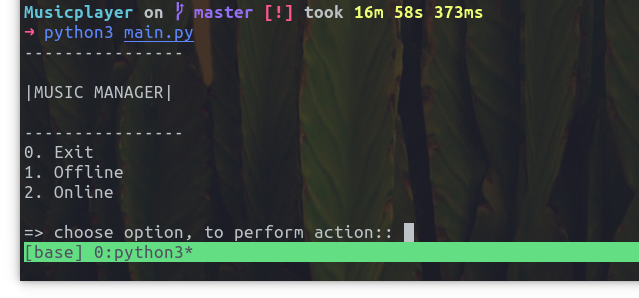 Musicplayer on master [!] took 16m 58s 373ms
➜ python3 main.py
----------------
|MUSIC MANAGER|
----------------
0. Exit
1. Offline
2. Online
=> choose option, to perform action::
[base] 0:python3*